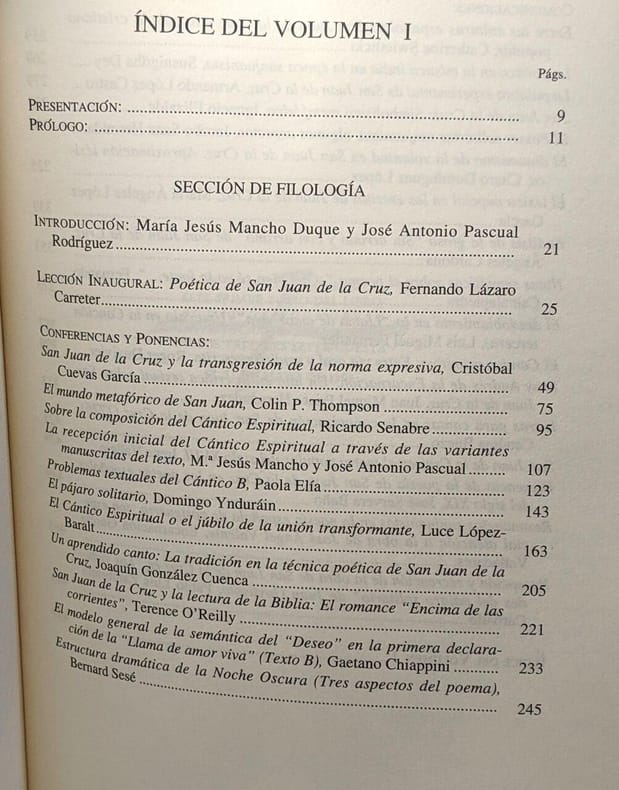 ÍNDICE DEL VOLUMEN I
Págs.
PRESENTACIÓN: ........ 9
PRÓLOGO: ........ 11
SECCIÓN DE FILOLOGÍA
INTRODUCCIÓN: María Jesús Mancho Duque y José Antonio Pascual
Rodríguez ........ 21
LECCIÓN INAUGURAL: Poética de San Juan de la Cruz, Fernando Lázaro
Carreter ........ 25
CONFERENCIAS Y PONENCIAS:
San Juan de la Cruz y la transgresión de la norma expresiva, Cristóbal
Cuevas García ........ 49
El mundo metafórico de San Juan, Colin P. Thompson ........ 75
Sobre la composición del Cántico Espiritual, Ricardo Senabre ........ 95
La recepción inicial del Cántico Espiritual a través de las variantes
manuscritas del texto, M.ª Jesús Mancho y José Antonio Pascual ........ 107
Problemas textuales del Cántico B, Paola Elía ........ 123
El pájaro solitario, Domingo Ynduráin ........ 143
El Cántico Espiritual o el júbilo de la unión transformante, Luce López-
Baralt ........ 163
Un aprendido canto: La tradición en la técnica poética de San Juan de la
Cruz, Joaquín González Cuenca ........ 205
San Juan de la Cruz y la lectura de la Biblia: El romance “Encima de las
corrientes”, Terence O'Reilly ........ 221
El modelo general de la semántica del “Deseo” en la primera declara-
ción de la “Llama de amor viva” (Texto B), Gaetano Chiappini ........ 233
Estructura dramática de la Noche Oscura (Tres aspectos del poema),
Bernard Sesé ........ 245